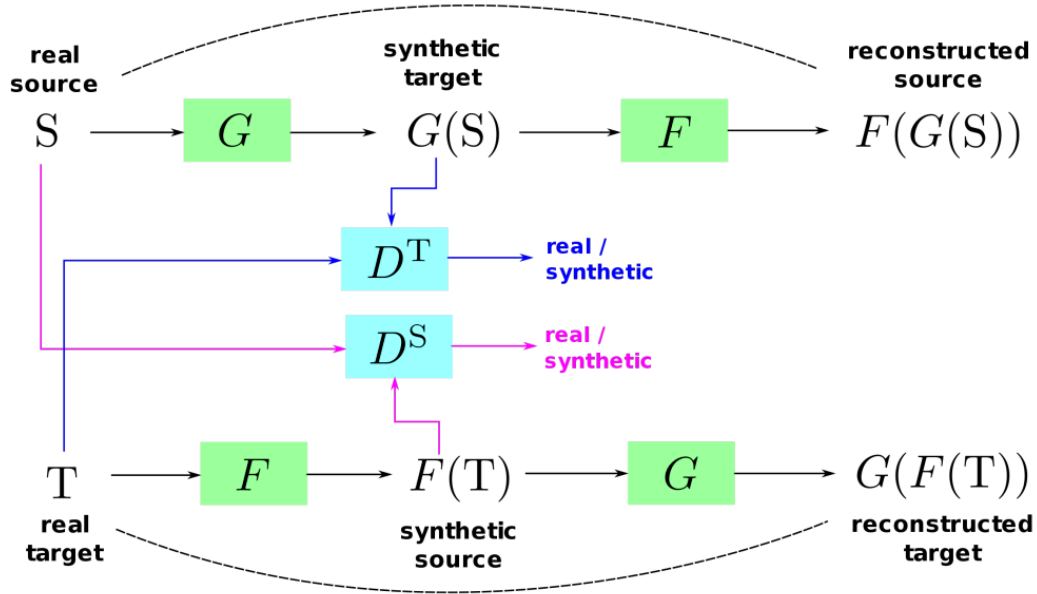 real
source
synthetic
target
reconstructed
source
S
G
G(S)
F
F(G(S))
D^T
real /
synthetic
D^S
real /
synthetic
T
F
F(T)
G
G(F(T))
real
target
synthetic
source
reconstructed
target